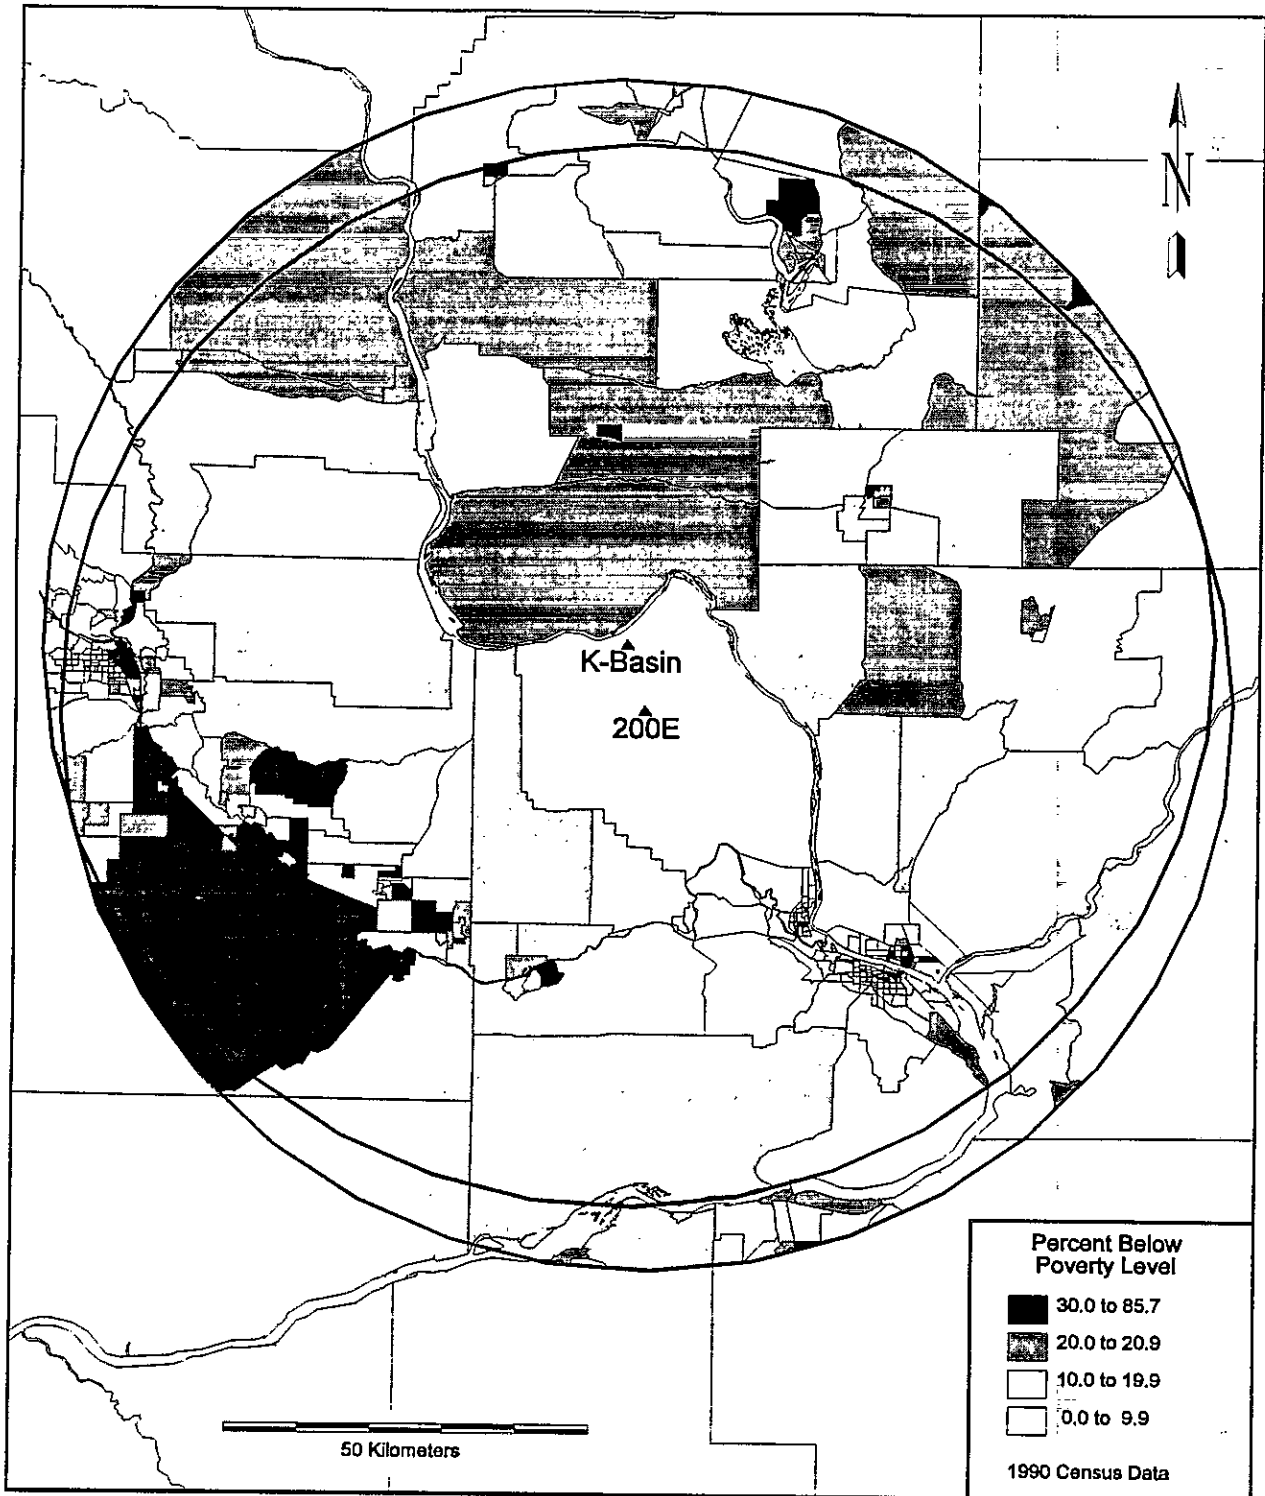 N
K-Basin
200E
Percent Below
Poverty Level
30.0 to 85.7
20.0 to 20.9
10.0 to 19.9
0.0 to 9.9
1990 Census Data
50 Kilometers